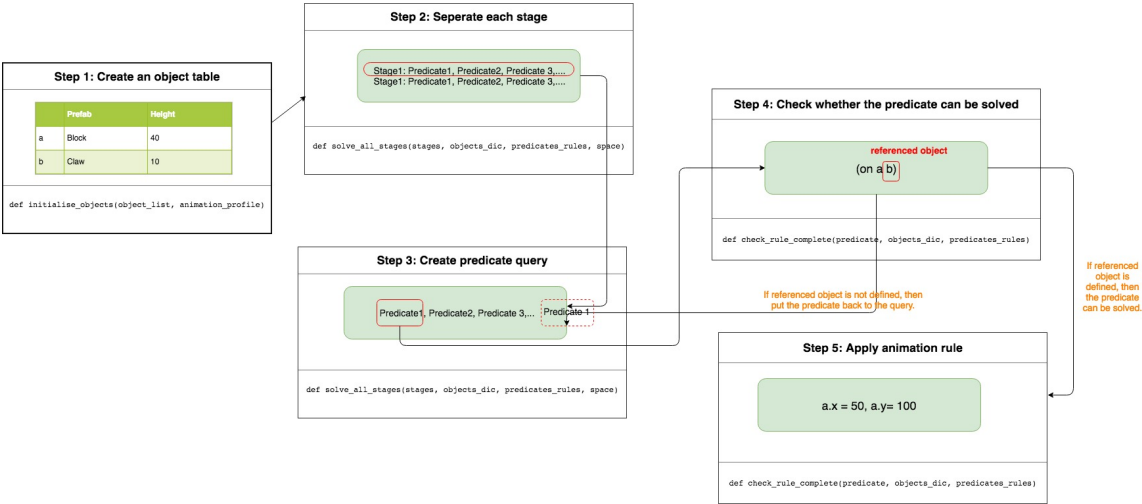 Step 1: Create an object table
Prefab Height
a Block 40
b Claw 10
def initialise_objects(object_list, animation_profile)
Step 2: Seperate each stage
Stage1: Predicate1, Predicate2, Predicate 3,....
Stage1: Predicate1, Predicate2, Predicate 3,....
def solve_all_stages(stages, objects_dic, predicates_rules, space)
Step 3: Create predicate query
Predicate1, Predicate2, Predicate 3,... Predicate 1
def solve_all_stages(stages, objects_dic, predicates_rules, space)
Step 4: Check whether the predicate can be solved
referenced object
(on a b)
def check_rule_complete(predicate, objects_dic, predicates_rules)
If referenced object is not defined, then
put the predicate back to the query.
If referenced
object is
defined, then
the predicate
can be solved.
Step 5: Apply animation rule
a.x = 50, a.y= 100
def check_rule_complete(predicate, objects_dic, predicates_rules)